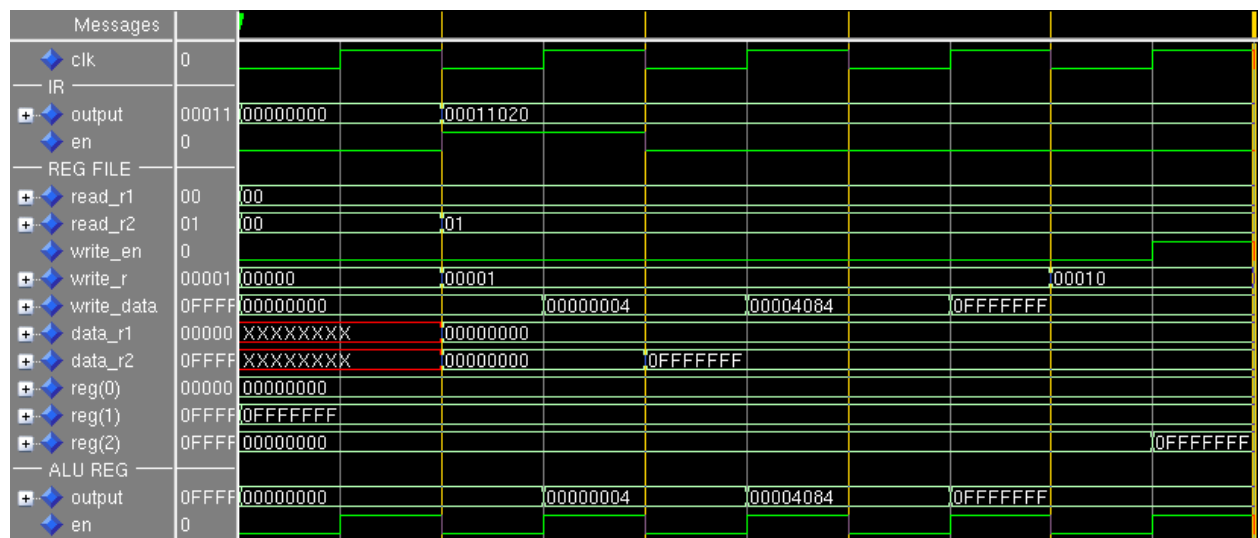 Messages
clk 0
IR
output 00011 00000000 00011020
en 0
REG FILE
read_r1 00 00
read_r2 01 00 01
write_en 0
write_r 00001 00000 00001 00010
write_data 0FFFF 00000000 00000004 00004084 0FFFFFFF
data_r1 00000 XXXXXXXX 00000000
data_r2 0FFFF XXXXXXXX 00000000 0FFFFFFF
reg(0) 00000 00000000
reg(1) 0FFFF 0FFFFFFF
reg(2) 0FFFF 00000000 0FFFFFFF
ALU REG
output 0FFFF 00000000 00000004 00004084 0FFFFFFF
en 0